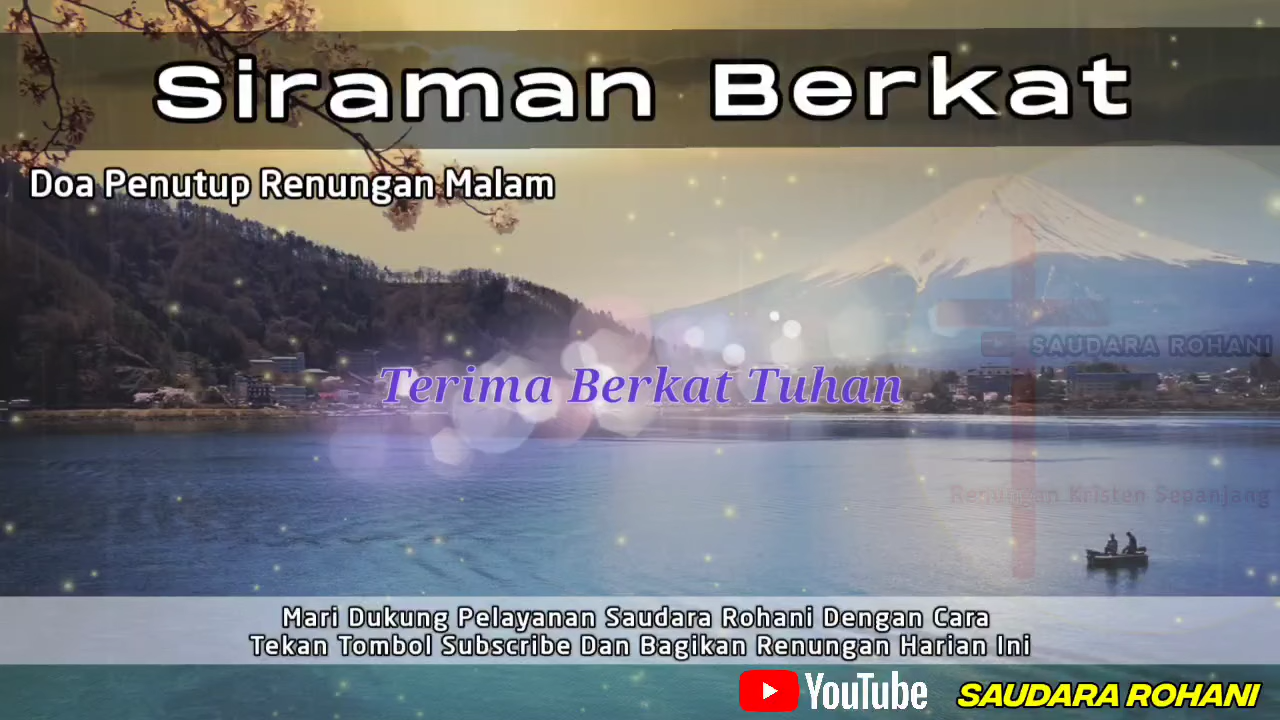 Siraman Berkat
Doa Penutup Renungan Malam
SAUDARA ROHANI
Terima Berkat Tuhan
Renungan Kristen Sepanjang
Mari Dukung Pelayanan Saudara Rohani Dengan Cara
Tekan Tombol Subscribe Dan Bagikan Renungan Harian Ini
YouTube SAUDARA ROHANI